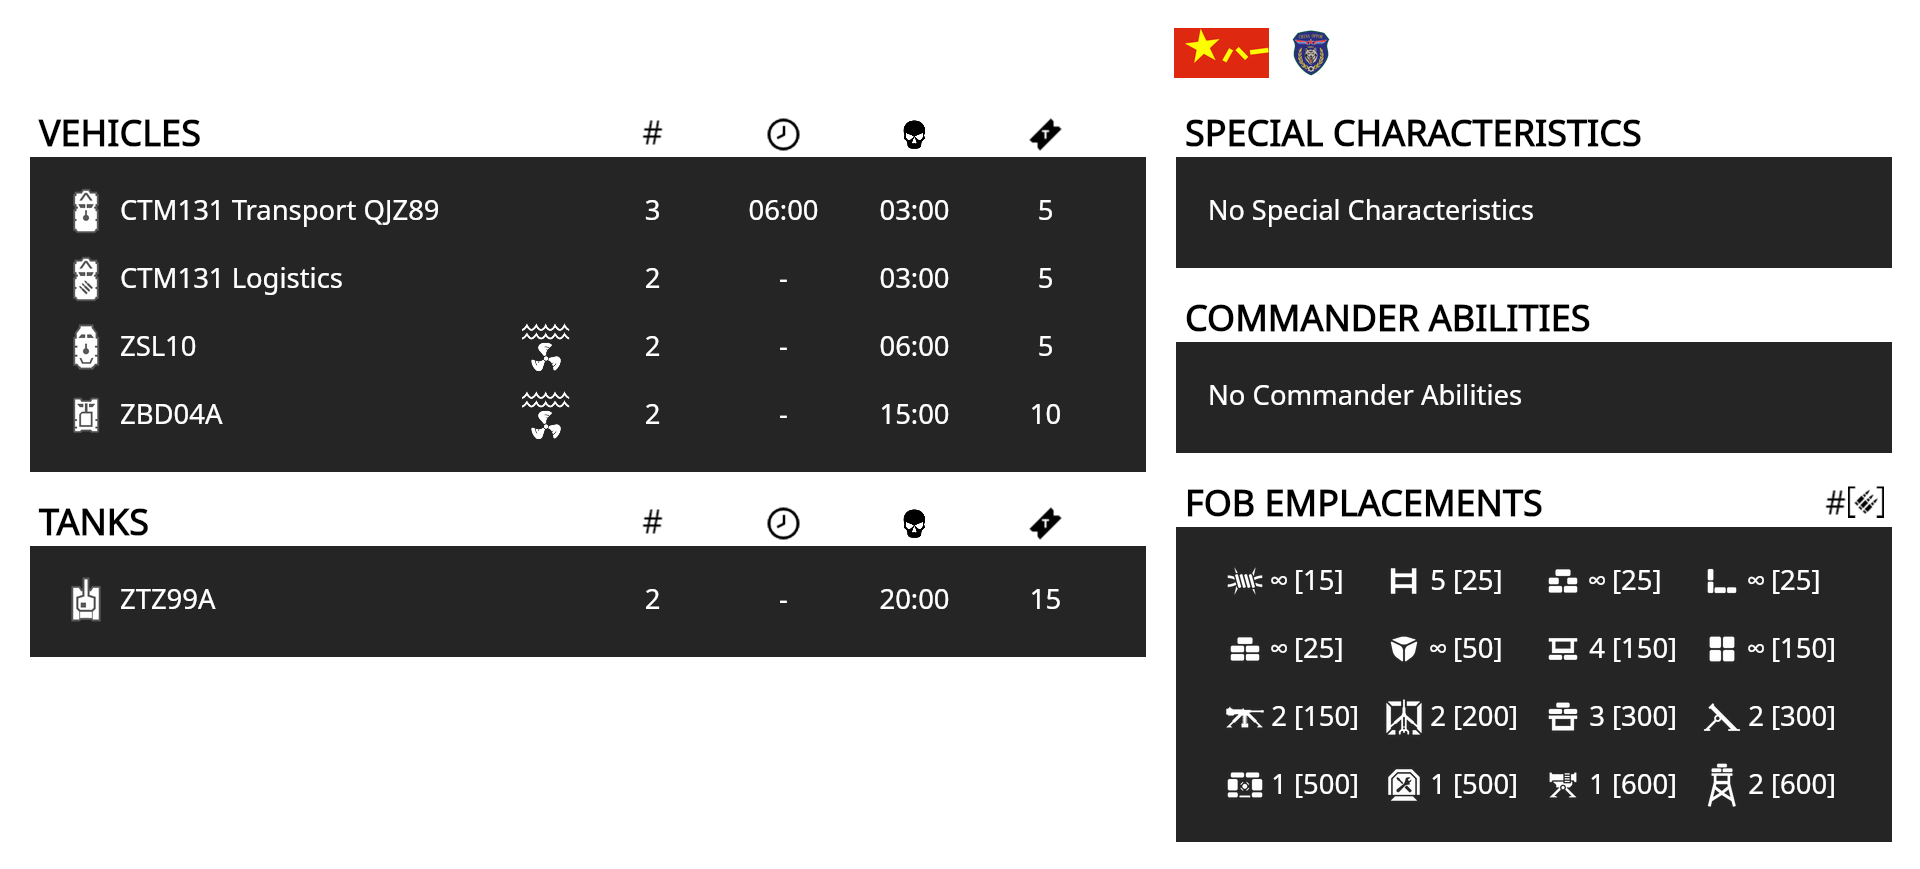 八一
VEHICLES #
CTM131 Transport QJZ89 3 06:00 03:00 5
CTM131 Logistics 2 - 03:00 5
ZSL10 2 - 06:00 5
ZBD04A 2 - 15:00 10
TANKS #
ZTZ99A 2 - 20:00 15
SPECIAL CHARACTERISTICS
No Special Characteristics
COMMANDER ABILITIES
No Commander Abilities
FOB EMPLACEMENTS #[ ]
∞ [15] 5 [25] ∞ [25] ∞ [25]
∞ [25] ∞ [50] 4 [150] ∞ [150]
2 [150] 2 [200] 3 [300] 2 [300]
1 [500] 1 [500] 1 [600] 2 [600]